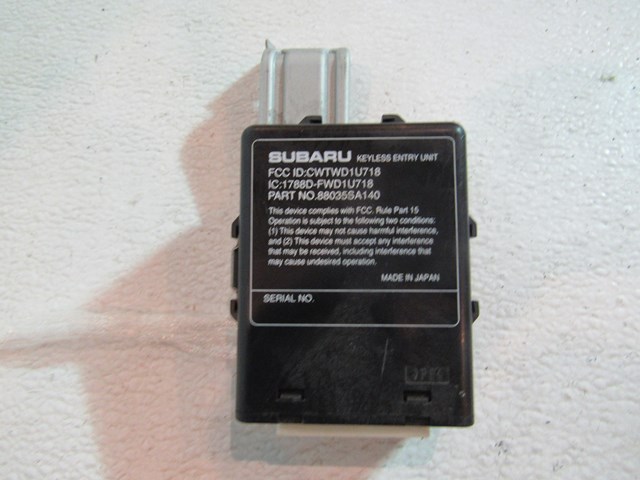 SUBARU KEYLESS ENTRY UNIT
FCC ID:CWTWD1U718
IC:1788D-FWD1U718
PART NO.88035SA140
This device complies with FCC. Rule Part 15
Operation is subject to the following two conditions:
(1) This device may not cause harmful interference,
and (2) This device must accept any interference
that may be received, including interference that
may cause undesired operation.
MADE IN JAPAN
SERIAL NO.